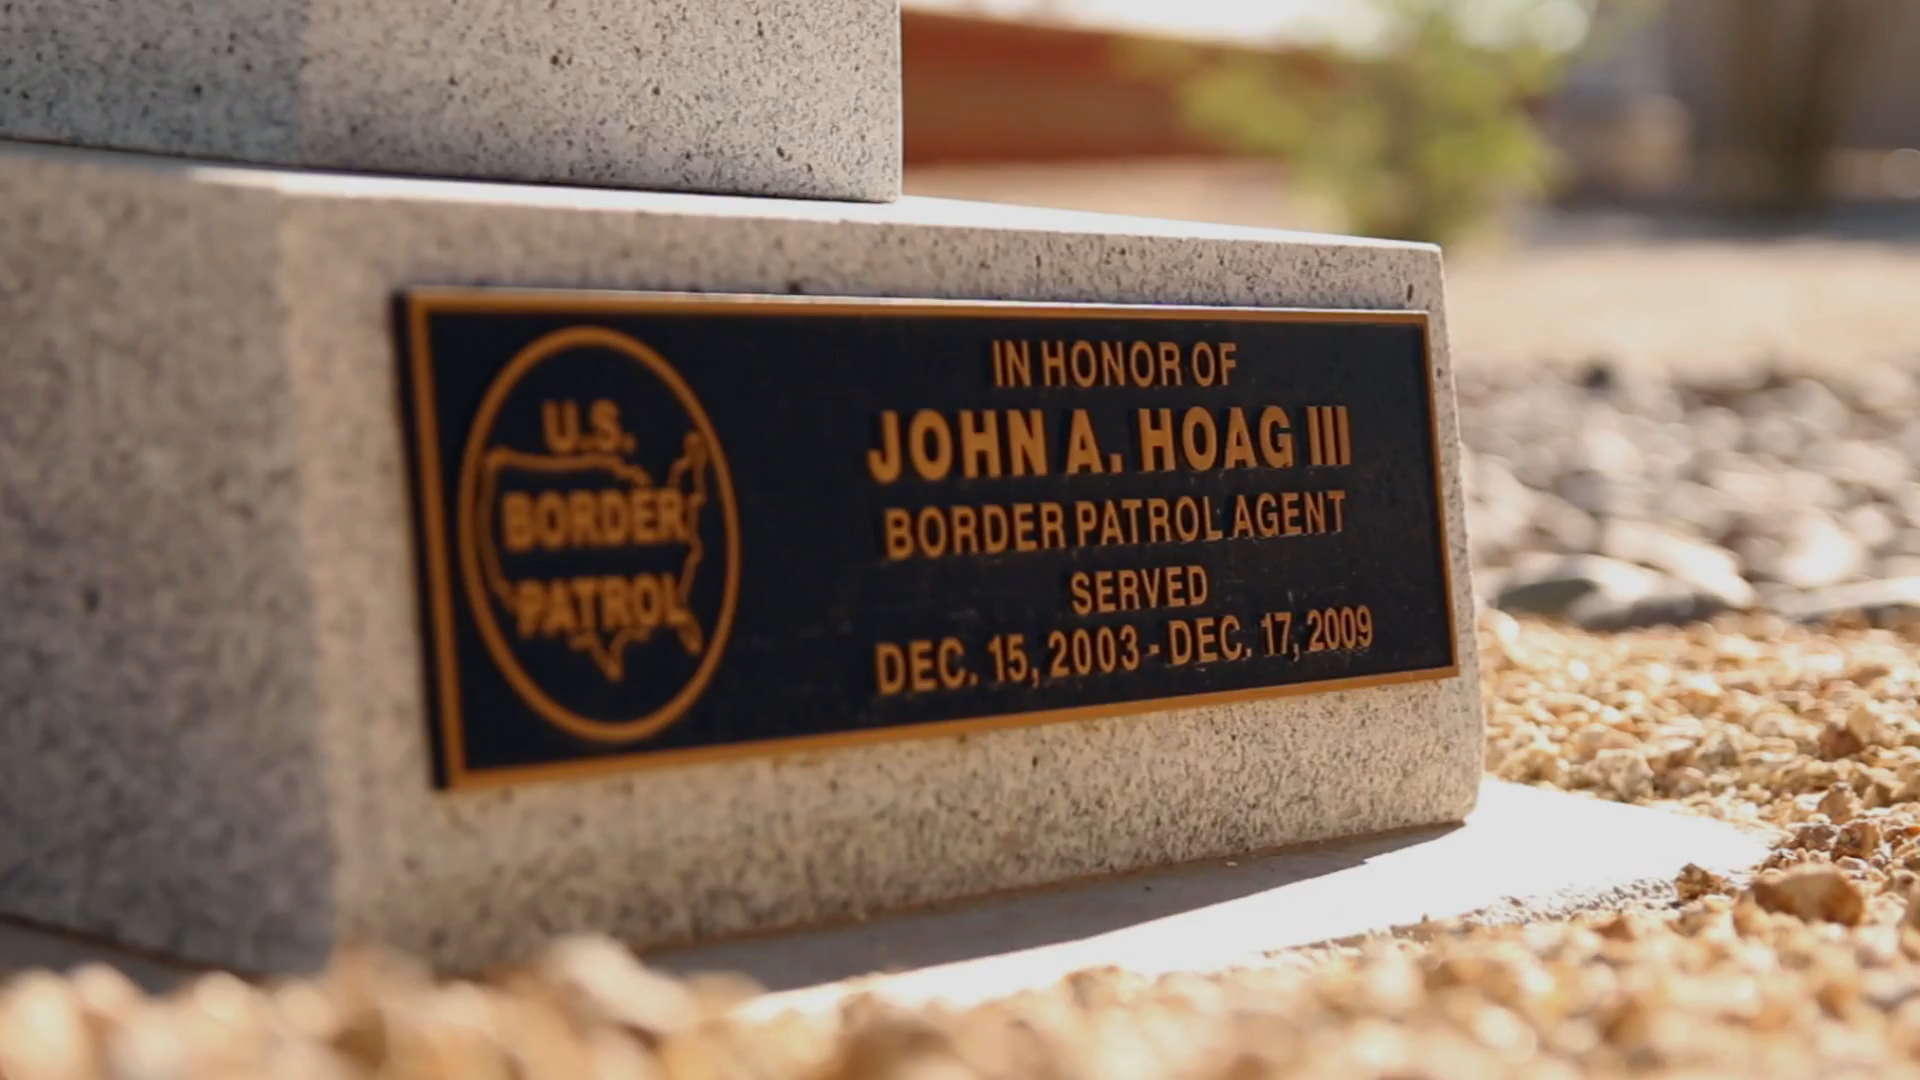 U.S.
BORDER
PATROL
IN HONOR OF
JOHN A. HOAG III
BORDER PATROL AGENT
SERVED
DEC. 15, 2003 - DEC. 17, 2009